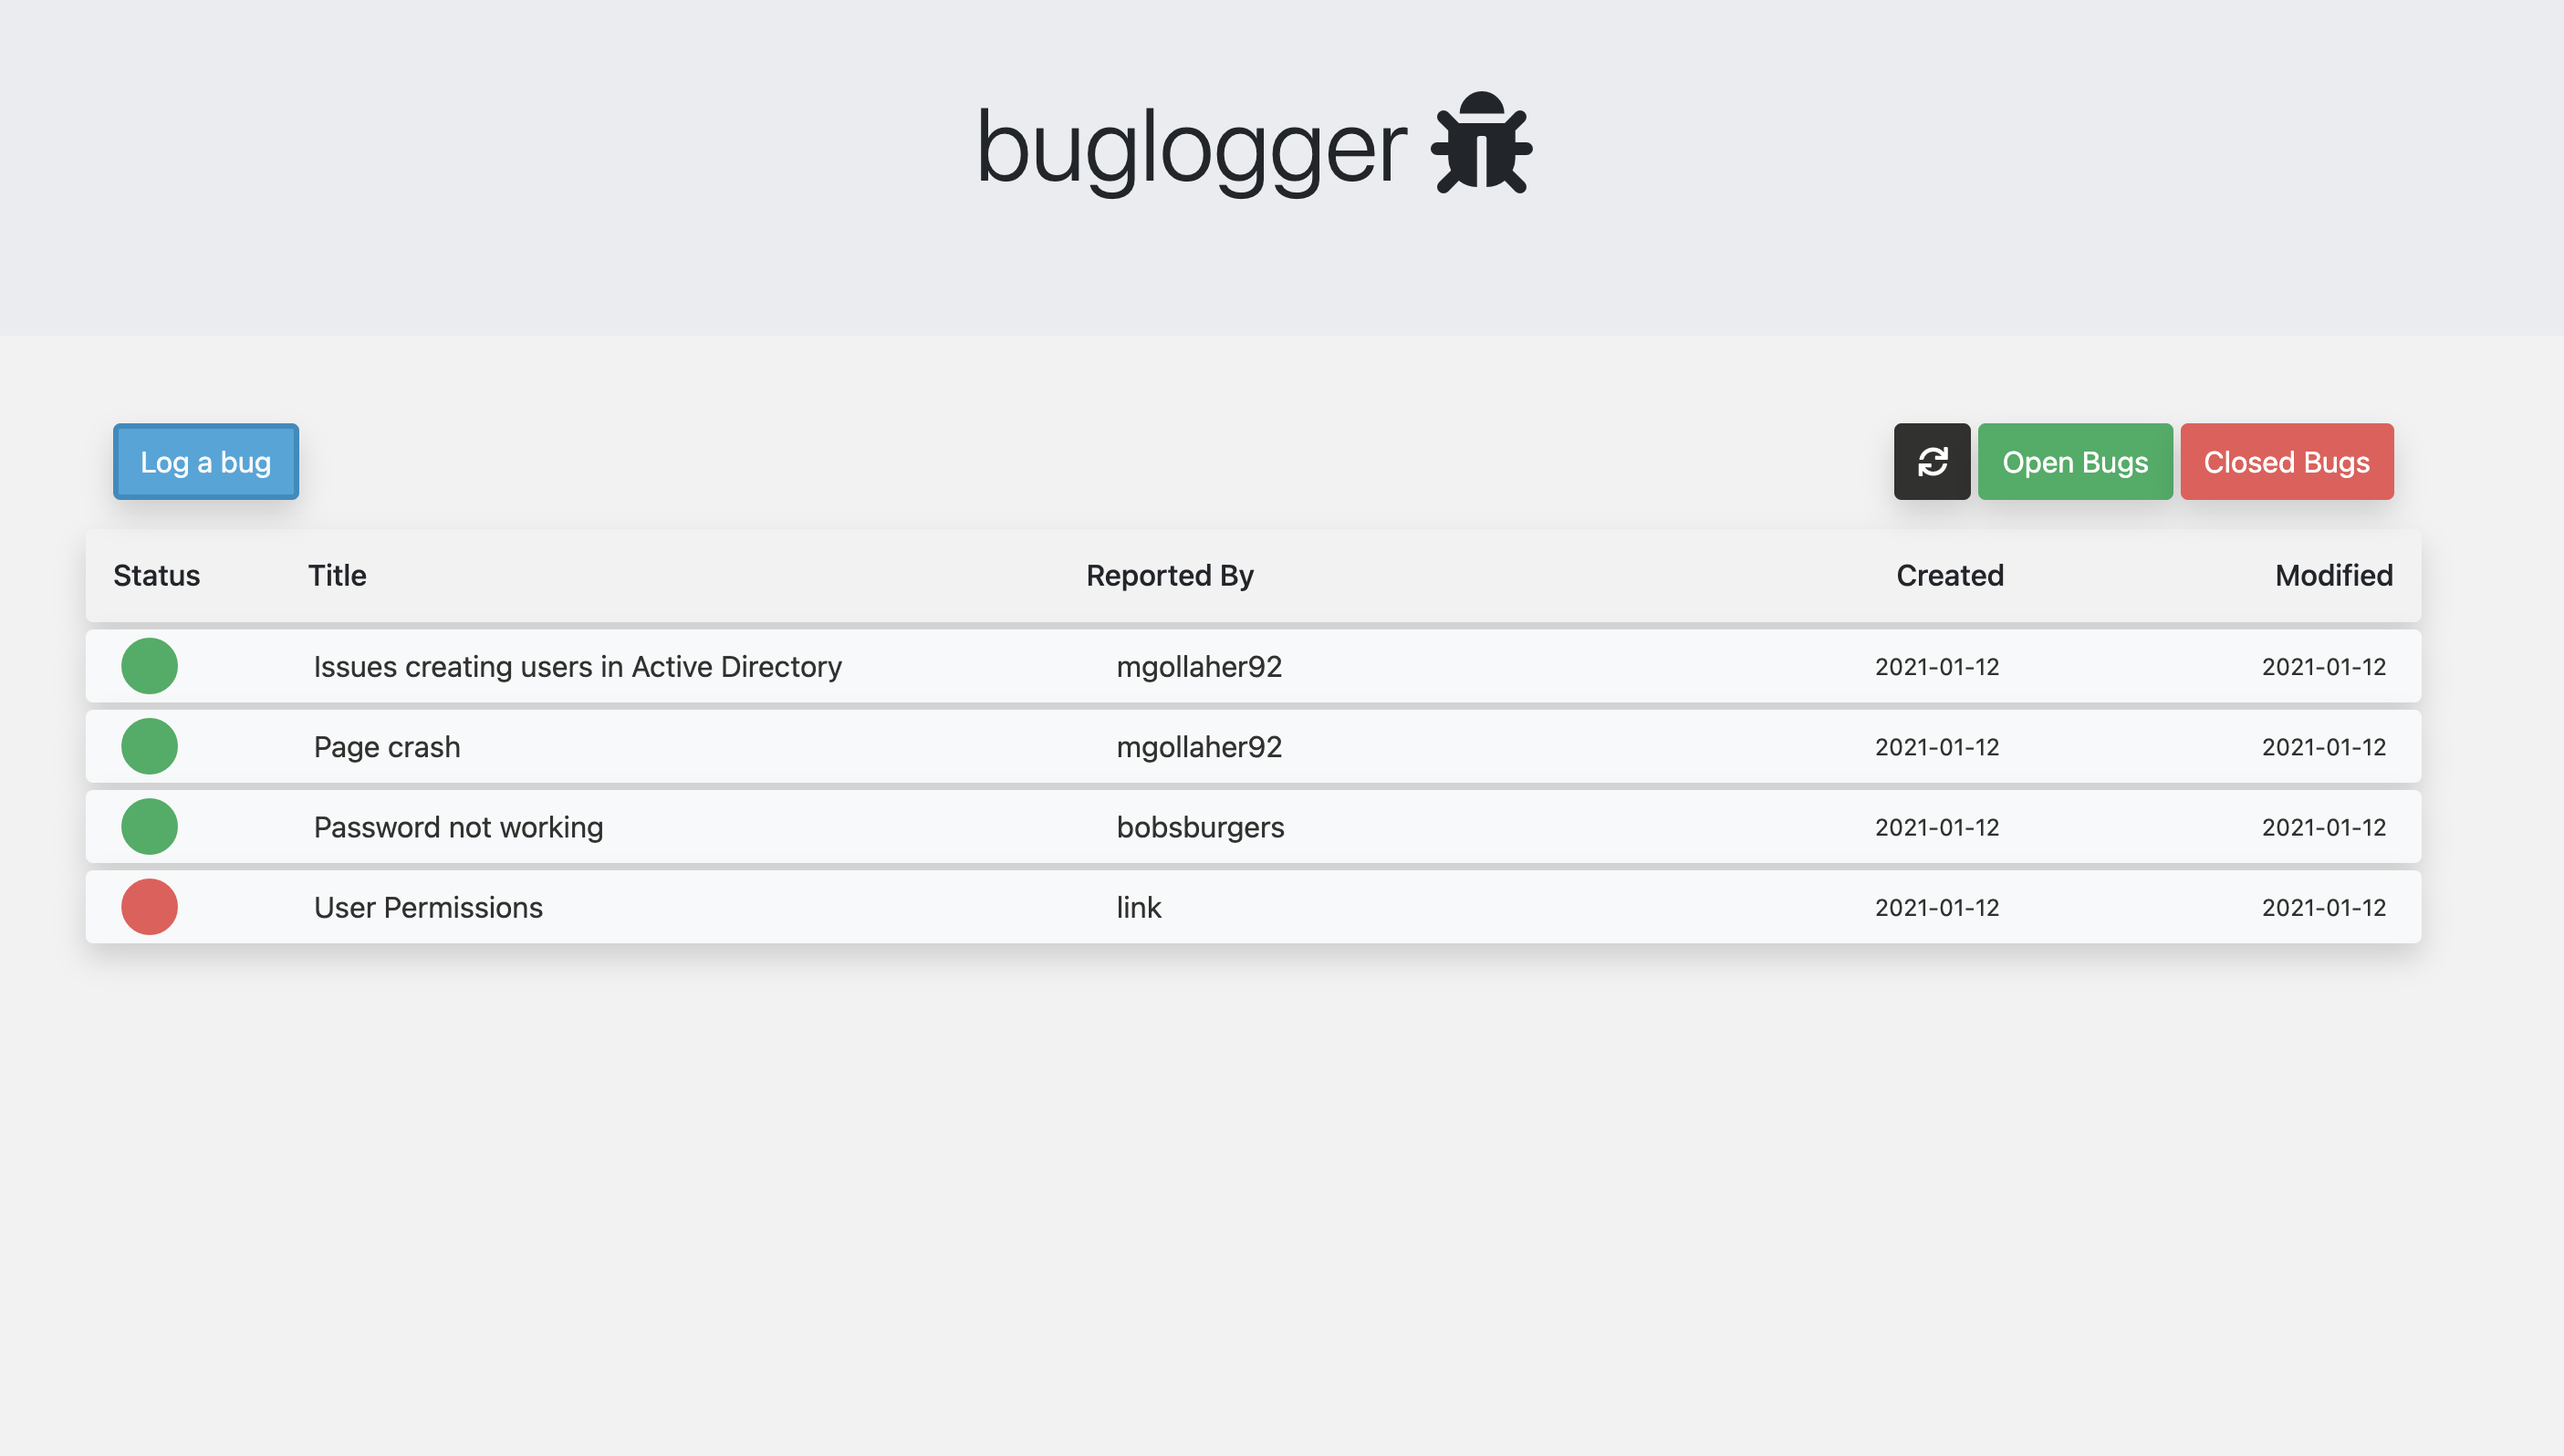 buglogger
Log a bug
Open Bugs
Closed Bugs
Status Title Reported By Created Modified
Issues creating users in Active Directory mgollaher92 2021-01-12 2021-01-12
Page crash mgollaher92 2021-01-12 2021-01-12
Password not working bobsburgers 2021-01-12 2021-01-12
User Permissions link 2021-01-12 2021-01-12